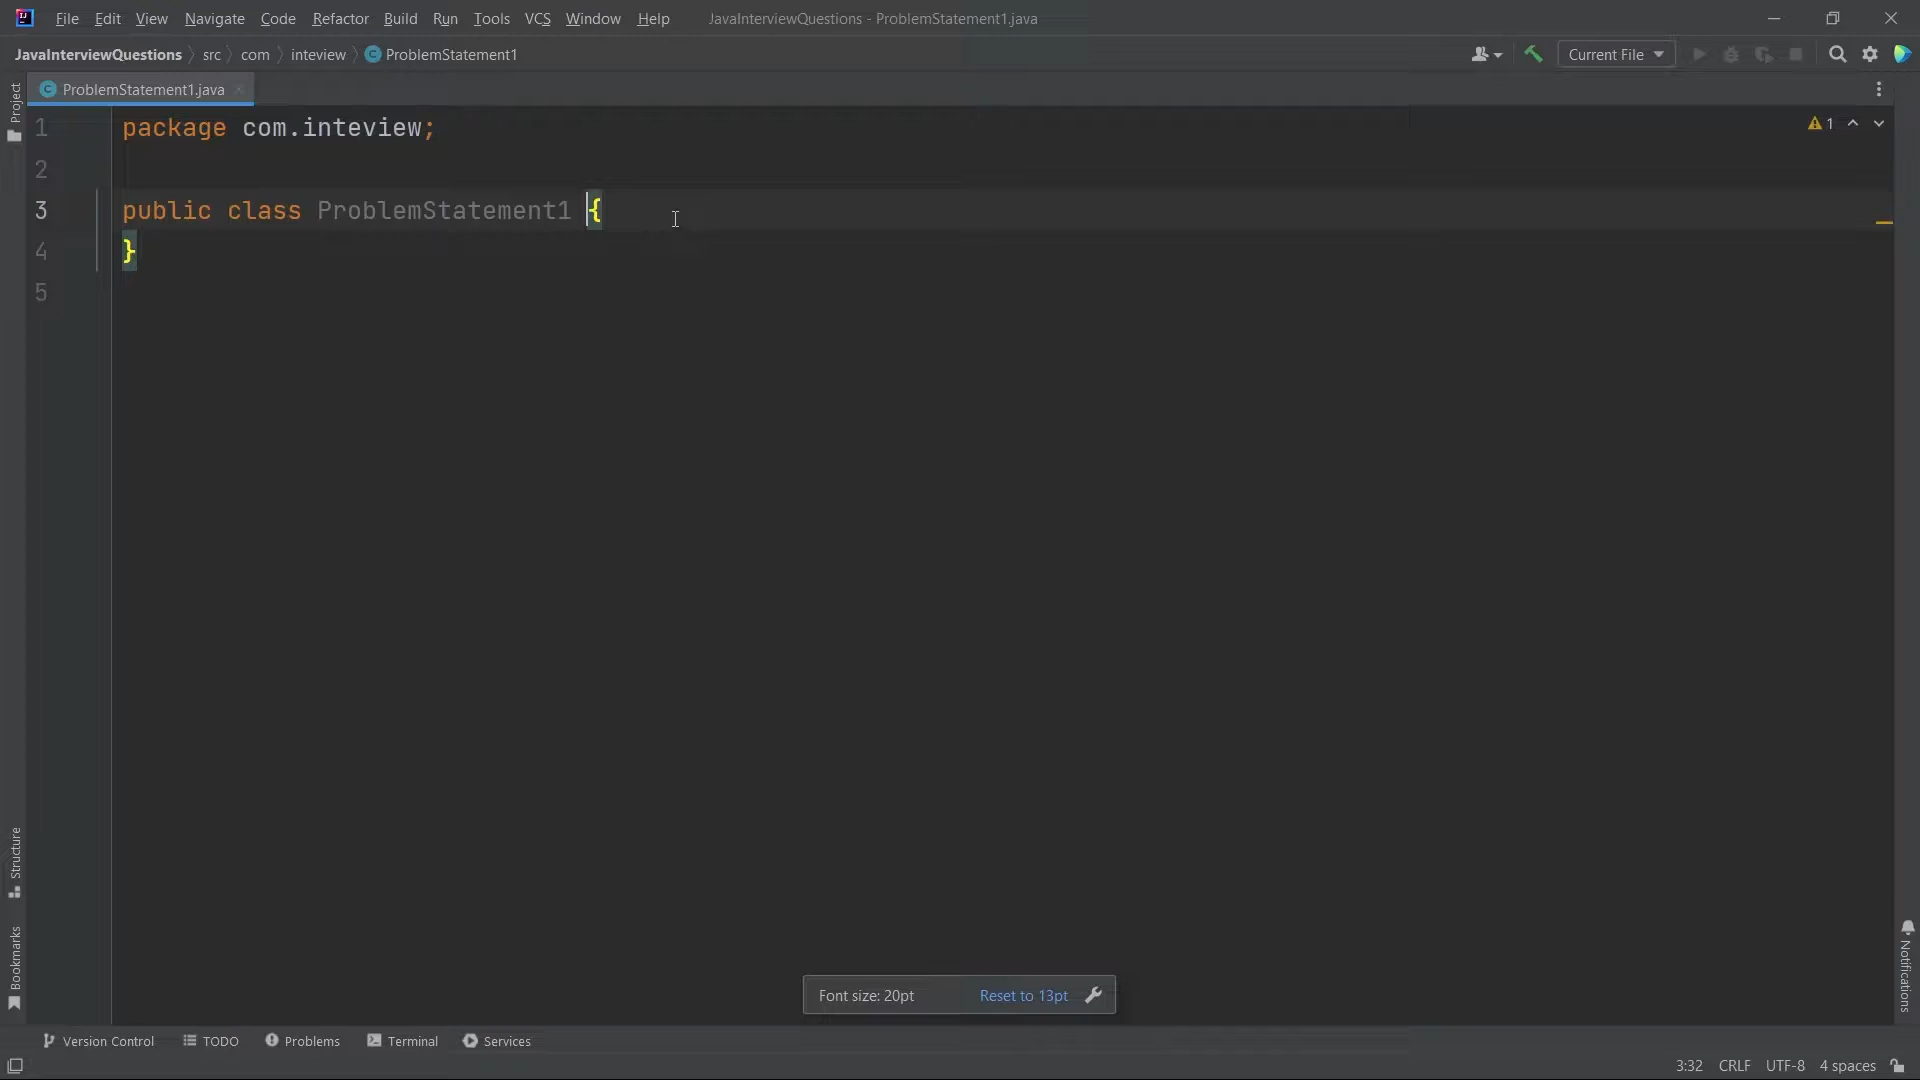 File Edit View Navigate Code Refactor Build Run Tools VCS Window Help JavaInterviewQuestions - ProblemStatement1.java
JavaInterviewQuestions src com inteview ProblemStatement1 Current File
Project
ProblemStatement1.java
1 package com.inteview; 1
2
3 public class ProblemStatement1 {
4 }
5
Structure
Bookmarks
Notifications
Font size: 20pt Reset to 13pt
Version Control TODO Problems Terminal Services
3:32 CRLF UTF-8 4 spaces